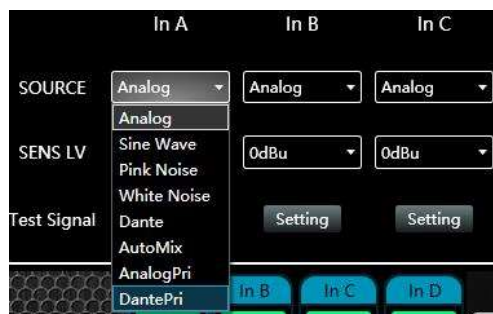 In A In B In C
SOURCE Analog Analog Analog
Analog
Sine Wave
SENS LV 0dBu 0dBu
Pink Noise
White Noise
Test Signal Dante Setting Setting
AutoMix
AnalogPri
DantePri In B In C In D